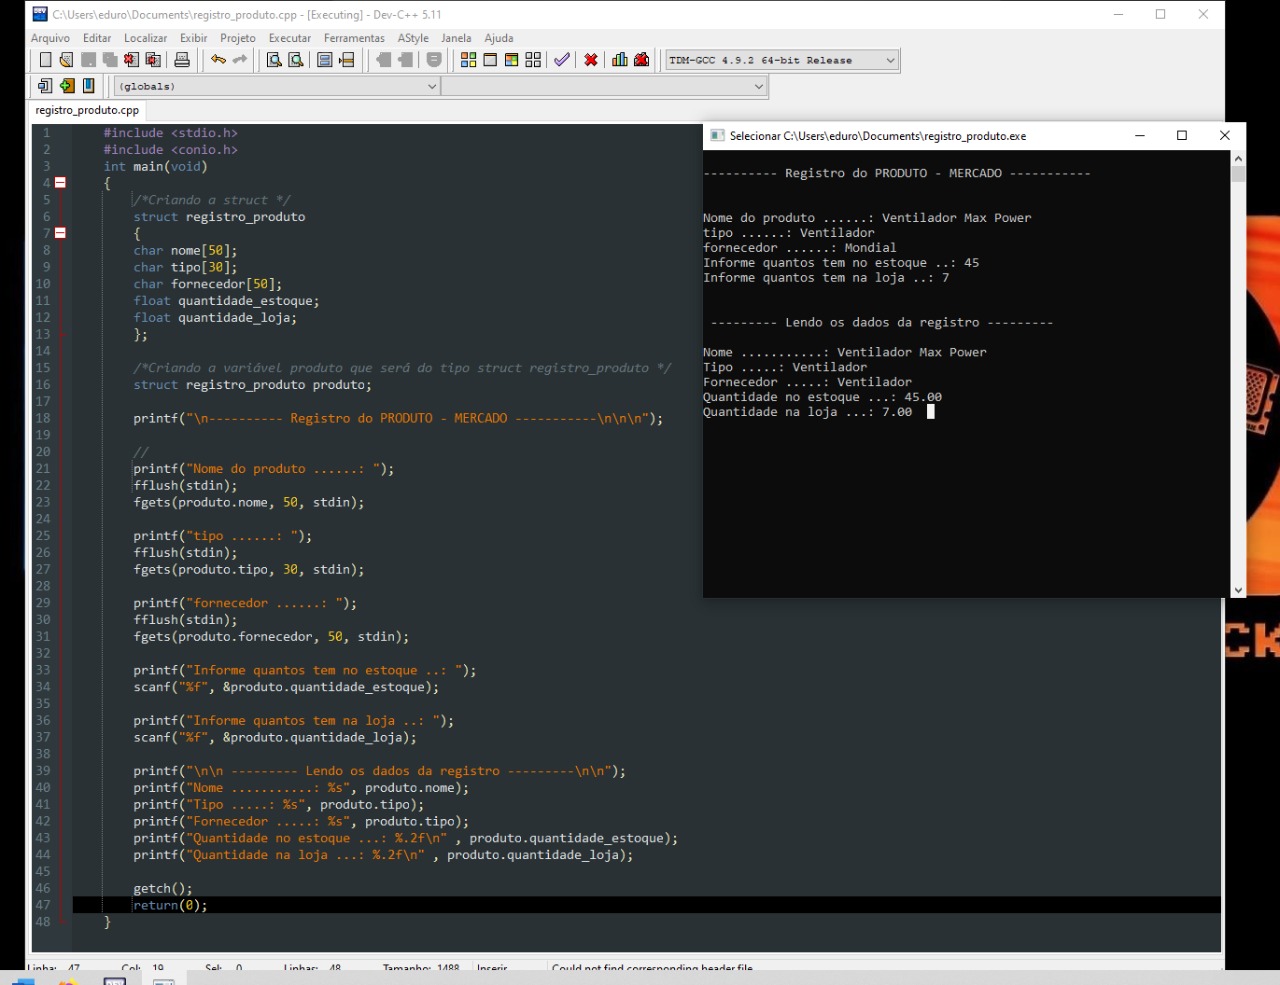 C:\Users\eduro\Documents\registro_produto.cpp - [Executing] - Dev-C++ 5.11
Arquivo Editar Localizar Exibir Projeto Executar Ferramentas AStyle Janela Ajuda
TDM-GCC 4.9.2 64-bit Release
(globals)
registro_produto.cpp
1 #include <stdio.h>
2 #include <conio.h>
3 int main(void)
4 {
5 /*Criando a struct */
6 struct registro_produto
7 {
8 char nome[50];
9 char tipo[30];
10 char fornecedor[50];
11 float quantidade_estoque;
12 float quantidade_loja;
13 };
14
15 /*Criando a variável produto que será do tipo struct registro_produto */
16 struct registro_produto produto;
17
18 printf("\n---------- Registro do PRODUTO - MERCADO -----------\n\n\n");
19
20 //
21 printf("Nome do produto ......: ");
22 fflush(stdin);
23 fgets(produto.nome, 50, stdin);
24
25 printf("tipo ......: ");
26 fflush(stdin);
27 fgets(produto.tipo, 30, stdin);
28
29 printf("fornecedor ......: ");
30 fflush(stdin);
31 fgets(produto.fornecedor, 50, stdin);
32
33 printf("Informe quantos tem no estoque ..: ");
34 scanf("%f", &produto.quantidade_estoque);
35
36 printf("Informe quantos tem na loja ..: ");
37 scanf("%f", &produto.quantidade_loja);
38
39 printf("\n\n --------- Lendo os dados da registro ---------\n\n");
40 printf("Nome ...........: %s", produto.nome);
41 printf("Tipo .....: %s", produto.tipo);
42 printf("Fornecedor .....: %s", produto.tipo);
43 printf("Quantidade no estoque ...: %.2f\n" , produto.quantidade_estoque);
44 printf("Quantidade na loja ...: %.2f\n" , produto.quantidade_loja);
45
46 getch();
47 return(0);
48 }
Selecionar C:\Users\eduro\Documents\registro_produto.exe
---------- Registro do PRODUTO - MERCADO -----------
Nome do produto ......: Ventilador Max Power
tipo ......: Ventilador
fornecedor ......: Mondial
Informe quantos tem no estoque ..: 45
Informe quantos tem na loja ..: 7
--------- Lendo os dados da registro ---------
Nome ...........: Ventilador Max Power
Tipo .....: Ventilador
Fornecedor .....: Ventilador
Quantidade no estoque ...: 45.00
Quantidade na loja ...: 7.00
CK
Linha: 47 Col: 19 Sel: 0 Linhas: 48 Tamanho: 1488 Inserir Could not find corresponding header file